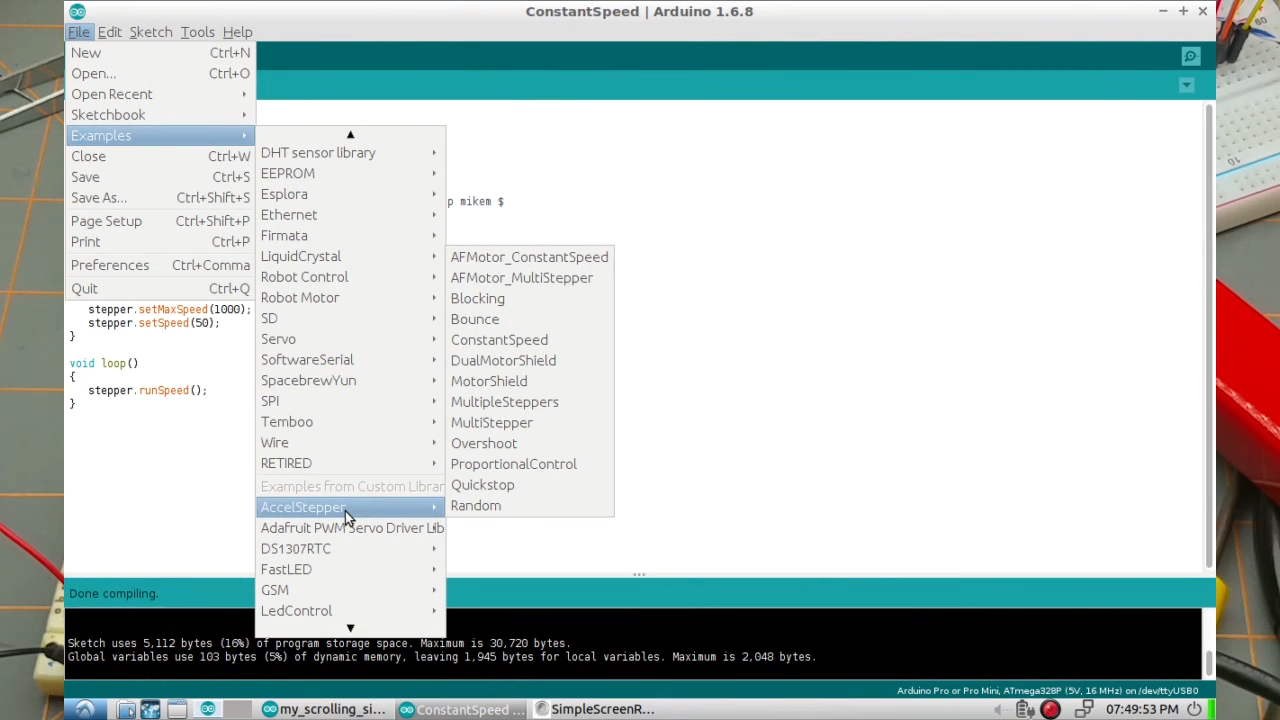 ConstantSpeed | Arduino 1.6.8
File Edit Sketch Tools Help
New Ctrl+N
Open... Ctrl+O
Open Recent
Sketchbook
Examples
Close Ctrl+W
Save Ctrl+S
Save As... Ctrl+Shift+S
Page Setup Ctrl+Shift+P
Print Ctrl+P
Preferences Ctrl+Comma
Quit Ctrl+Q
DHT sensor library
EEPROM
Esplora
Ethernet
Firmata
LiquidCrystal
Robot Control
Robot Motor
SD
Servo
SoftwareSerial
SpacebrewYun
SPI
Temboo
Wire
RETIRED
Examples from Custom Librar
AccelStepper
Adafruit PWM Servo Driver Lib
DS1307RTC
FastLED
GSM
LedControl
AFMotor_ConstantSpeed
AFMotor_MultiStepper
Blocking
Bounce
ConstantSpeed
DualMotorShield
MotorShield
MultipleSteppers
MultiStepper
Overshoot
ProportionalControl
Quickstop
Random
p mikem $
stepper.setMaxSpeed(1000);
stepper.setSpeed(50);
}
void loop()
{
stepper.runSpeed();
}
Done compiling.
Sketch uses 5,112 bytes (16%) of program storage space. Maximum is 30,720 bytes.
Global variables use 103 bytes (5%) of dynamic memory, leaving 1,945 bytes for local variables. Maximum is 2,048 bytes.
Arduino Pro or Pro Mini, ATmega328P (5V, 16 MHz) on /dev/ttyUSB0
my_scrolling_si... ConstantSpeed ... SimpleScreenR... 07:49:53 PM